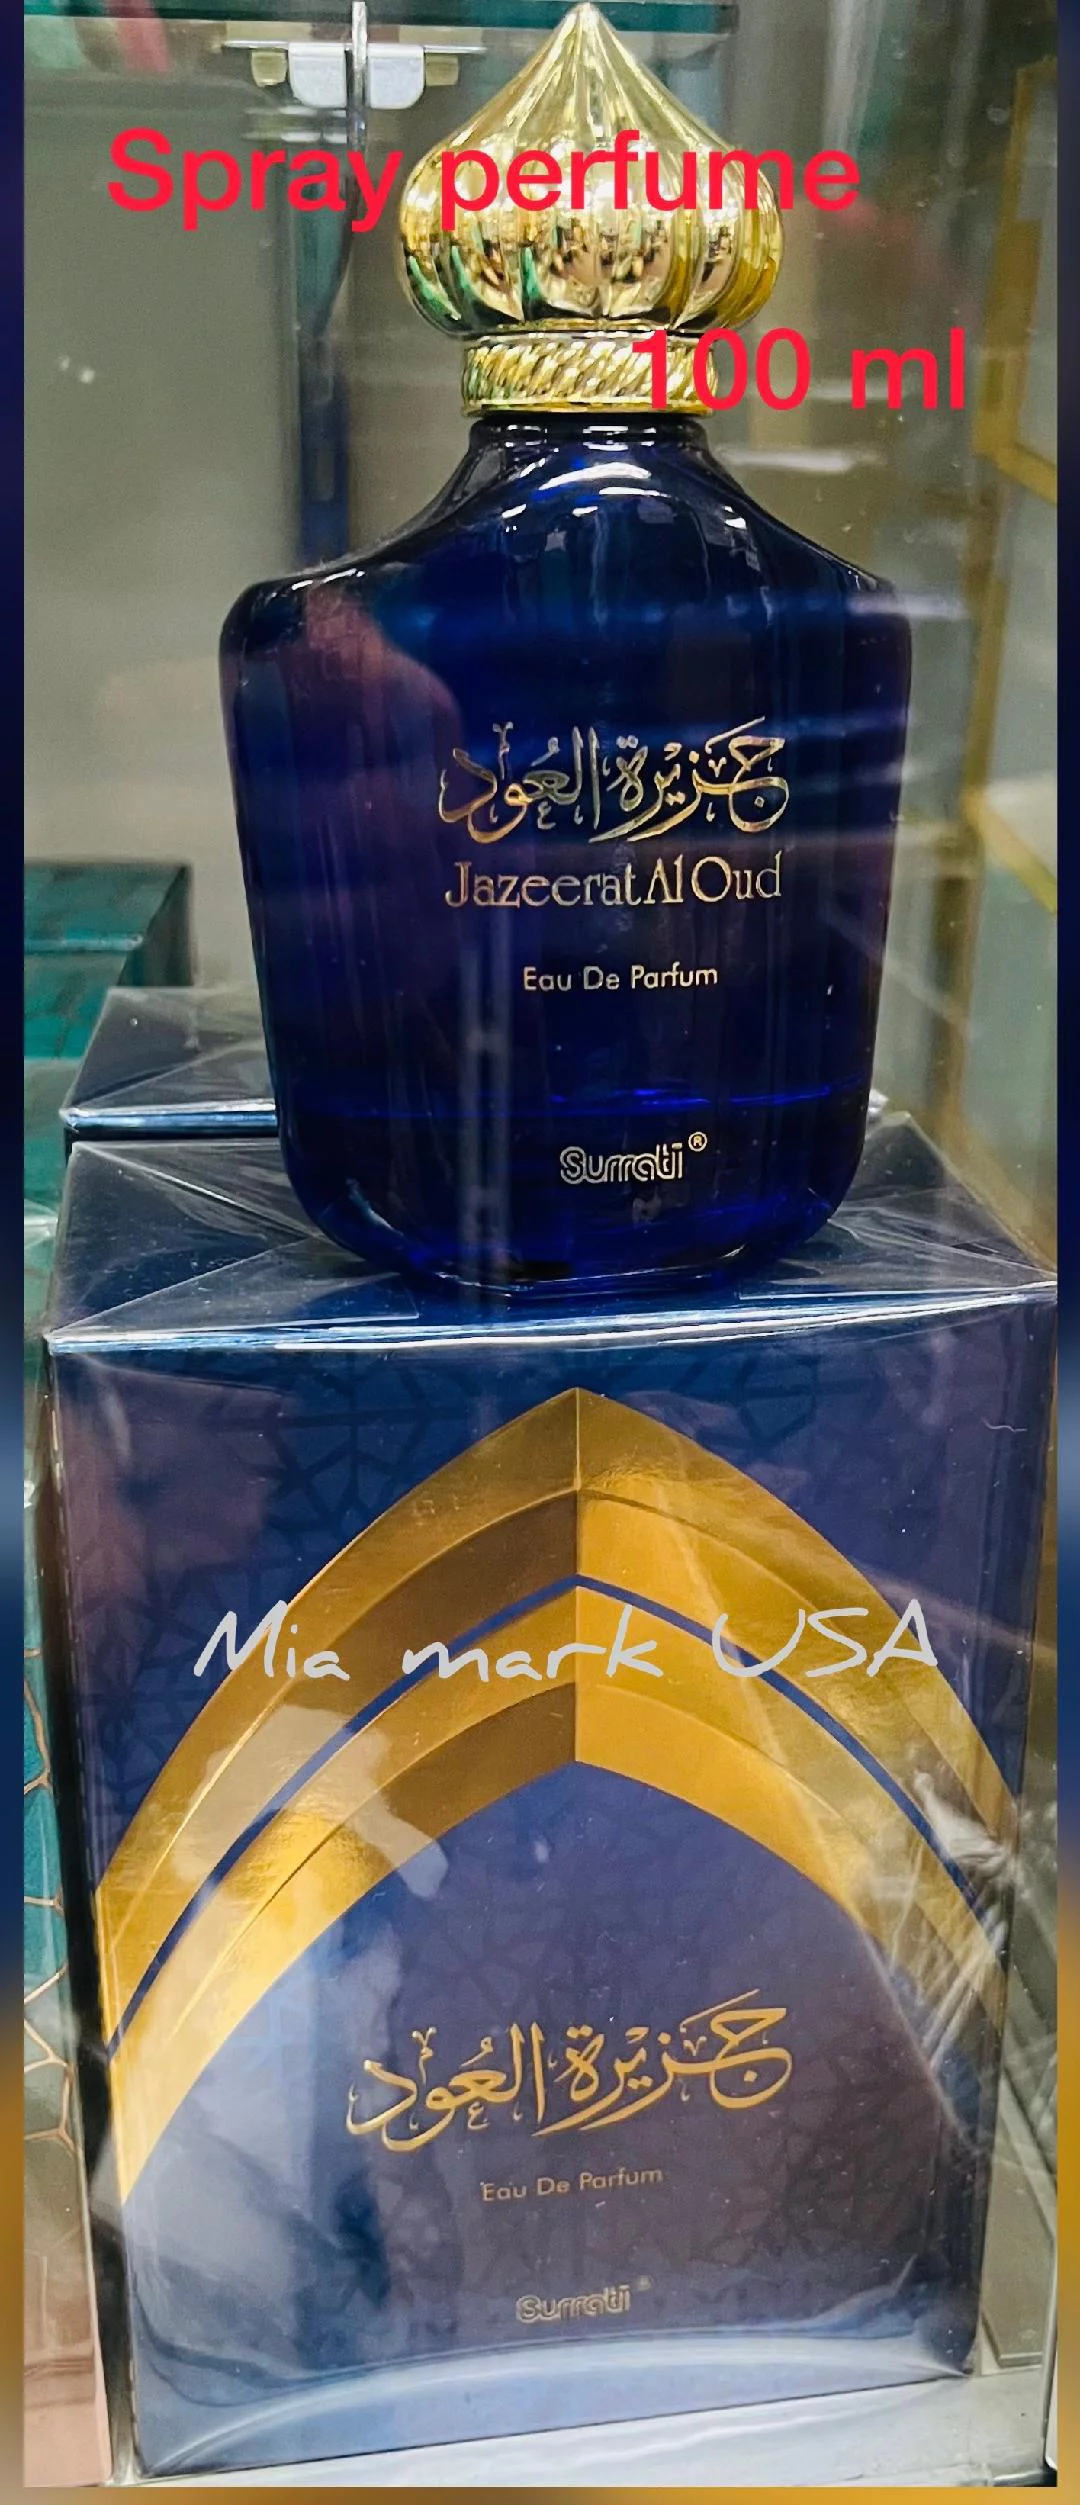 Spray perfume
100 ml
جزيرة العود
Jazeerat Al Oud
Eau De Parfum
Surrati®
Mia mark USA
جزيرة العود
Eau De Parfum
Surrati®